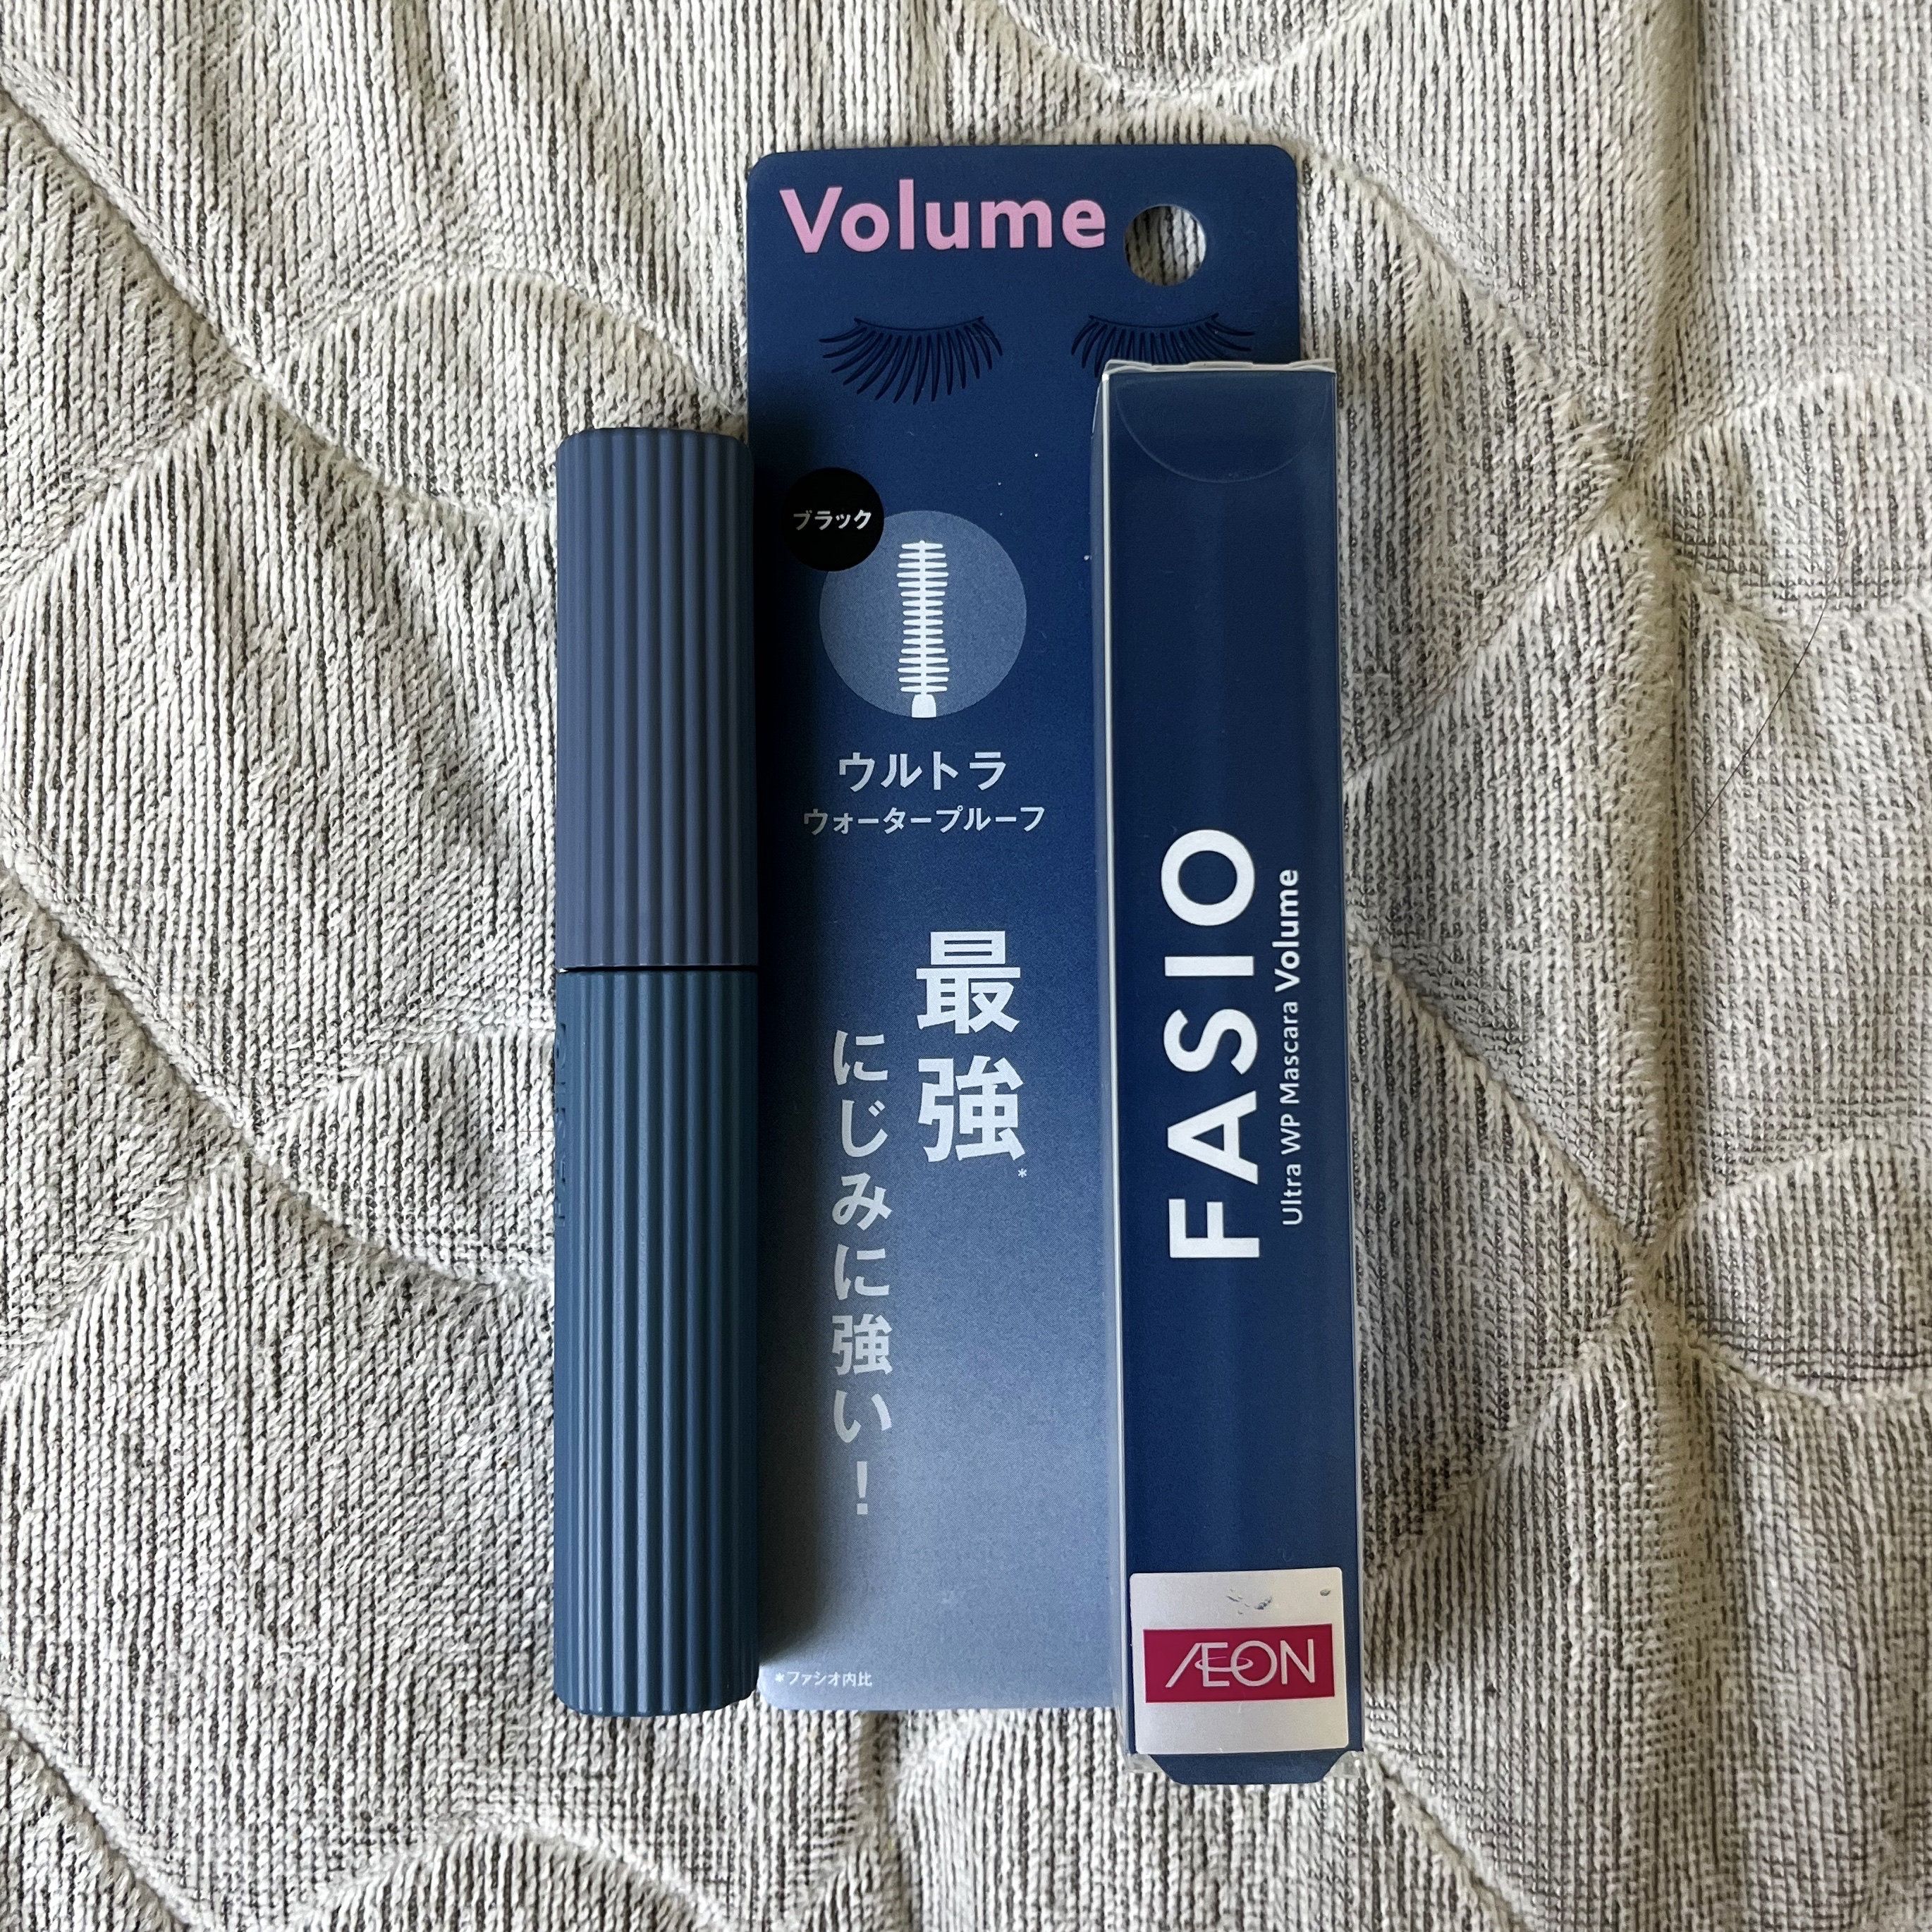 Volume
ブラック
ウルトラ
ウォータープルーフ
最強*
にじみに強い！
*ファシオ内比
FASIO
Ultra WP Mascara Volume
ÆON
FASIO